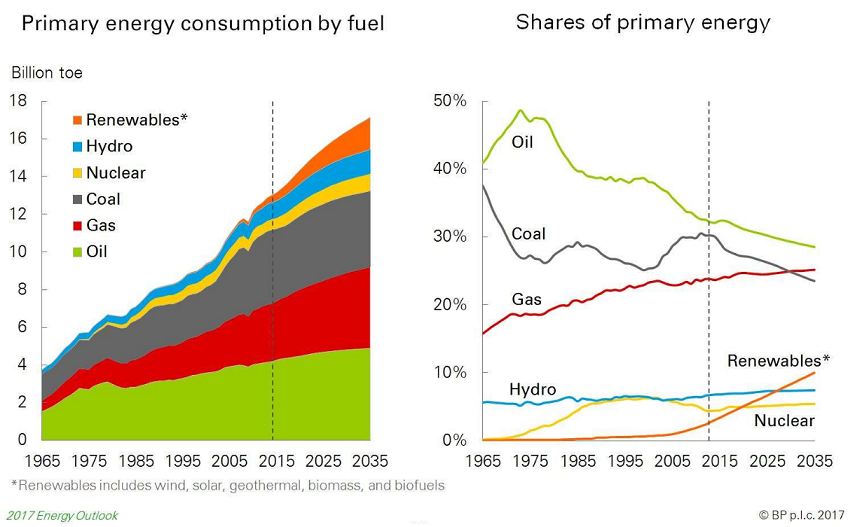 Primary energy consumption by fuel
Billion toe
18
16
14
12
10
8
6
4
2
0
Renewables*
Hydro
Nuclear
Coal
Gas
Oil
1965 1975 1985 1995 2005 2015 2025 2035
Shares of primary energy
50%
40%
30%
20%
10%
0%
Oil
Coal
Gas
Renewables*
Hydro
Nuclear
1965 1975 1985 1995 2005 2015 2025 2035
*Renewables includes wind, solar, geothermal, biomass, and biofuels
2017 Energy Outlook
© BP p.l.c. 2017